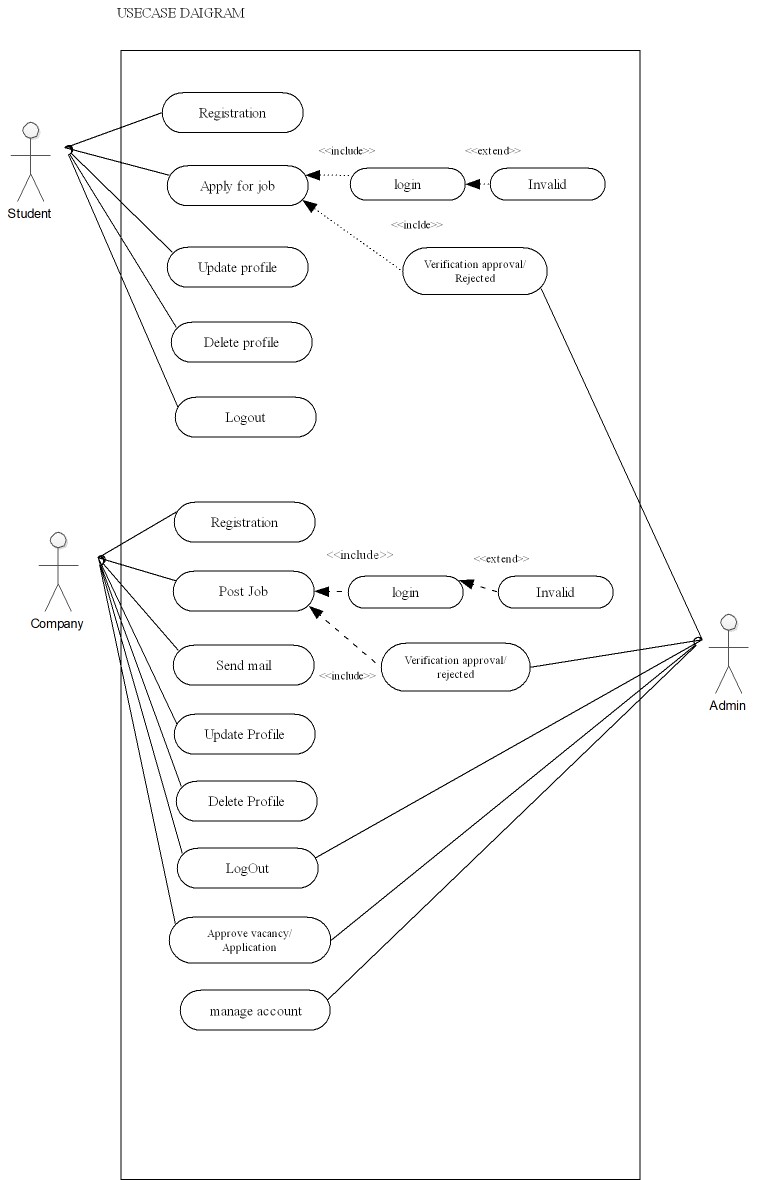 USECASE DAIGRAM
Registration
<<include>>
<<extend>>
Apply for job
login
Invalid
Student
<<inclde>>
Update profile
Verification approval/
Rejected
Delete profile
Logout
Registration
<<include>>
<<extend>>
Post Job
login
Invalid
Company
Send mail
<<include>>
Verification approval/
rejected
Admin
Update Profile
Delete Profile
LogOut
Approve vacancy/
Application
manage account